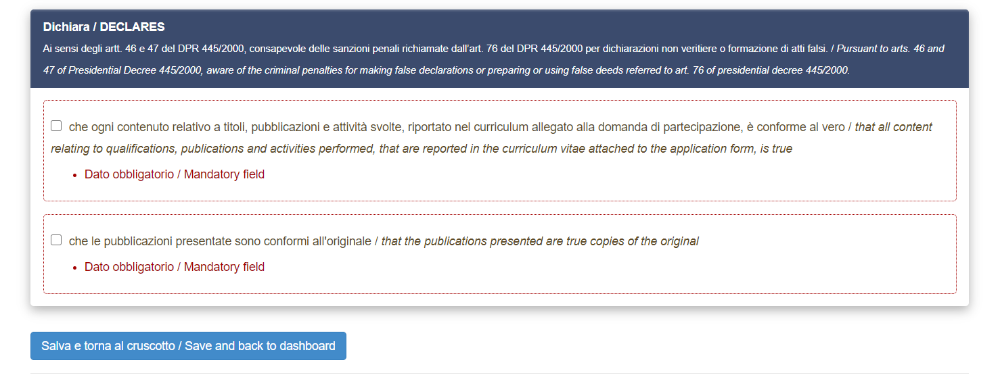 Dichiara / DECLARES
Ai sensi degli artt. 46 e 47 del DPR 445/2000, consapevole delle sanzioni penali richiamate dall'art. 76 del DPR 445/2000 per dichiarazioni non veritiere o formazione di atti falsi. / Pursuant to arts. 46 and
47 of Presidential Decree 445/2000, aware of the criminal penalties for making false declarations or preparing or using false deeds referred to art. 76 of presidential decree 445/2000.
che ogni contenuto relativo a titoli, pubblicazioni e attività svolte, riportato nel curriculum allegato alla domanda di partecipazione, è conforme al vero / that all content
relating to qualifications, publications and activities performed, that are reported in the curriculum vitae attached to the application form, is true
• Dato obbligatorio / Mandatory field
che le pubblicazioni presentate sono conformi all'originale / that the publications presented are true copies of the original
• Dato obbligatorio / Mandatory field
Salva e torna al cruscotto / Save and back to dashboard